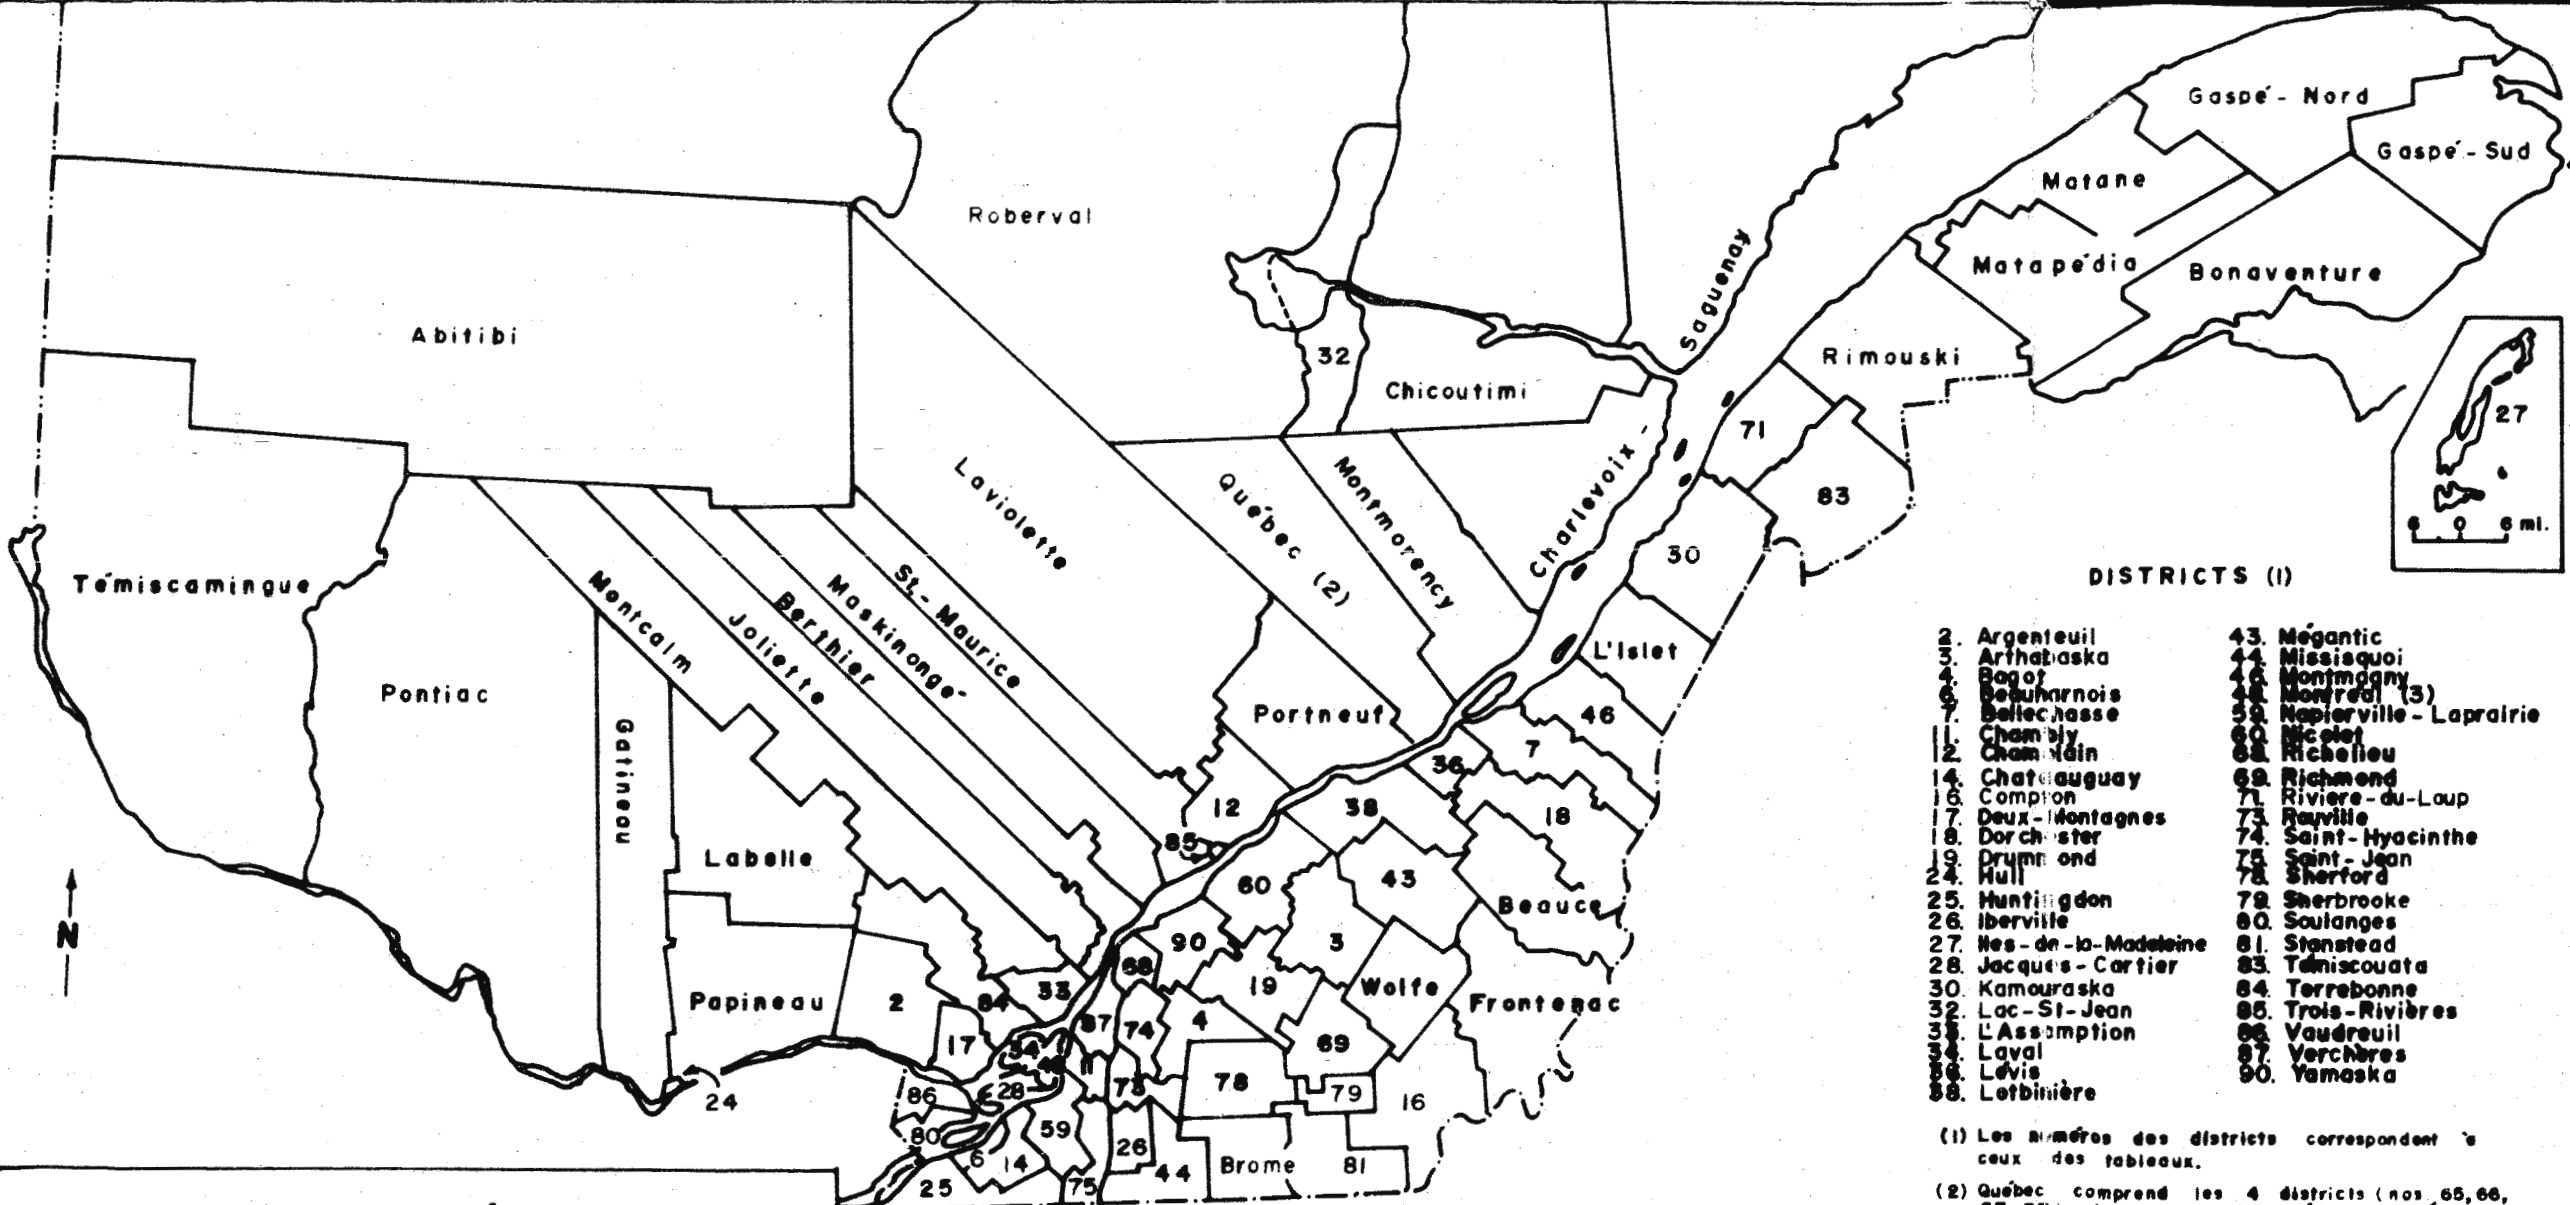 Gaspé - Nord
Gaspé - Sud
Matane
Roberval
Saguenay
Matapédia
Bonaventure
Abitibi
32
Rimouski
Chicoutimi
27
71
6 0 6 mi.
Charlevoix
Laviolette
Québec (2)
Montmorency
83
30
Témiscamingue
Montcalm
Joliette
Berthier
Maskinongé
St.-Maurice
L'Islet
Pontiac
Gatineau
Portneuf
46
7
36
12
38
18
85
Labelle
60
43
Beauce
N
90
3
68
Papineau
2
84
33
19
Wolfe
Frontenac
87
74
4
17
34
48
11
69
28
73
78
79
16
24
86
80
59
6
14
26
44
Brome
81
25
75
DISTRICTS (1)
2. Argenteuil
3. Arthabaska
4. Bagot
6. Beauharnois
7. Bellechasse
11. Chambly
12. Champlain
14. Chateauguay
16. Compton
17. Deux-Montagnes
18. Dorchester
19. Drummond
24. Hull
25. Huntingdon
26. Iberville
27. Iles-de-la-Madeleine
28. Jacques-Cartier
30. Kamouraska
32. Lac-St-Jean
33. L'Assomption
34. Laval
36. Lévis
38. Lotbinière
43. Mégantic
44. Missisquoi
46. Montmagny
48. Montréal (3)
59. Napierville-Laprairie
60. Nicolet
68. Richelieu
69. Richmond
71. Riviere-du-Loup
73. Rouville
74. Saint-Hyacinthe
75. Saint-Jean
78. Shefford
79. Sherbrooke
80. Soulanges
81. Stanstead
83. Témiscouata
84. Terrebonne
85. Trois-Rivières
86. Vaudreuil
87. Verchères
90. Yamaska
(1) Les numéros des districts correspondent à
ceux des tableaux.
(2) Québec comprend les 4 districts (nos 65, 66,